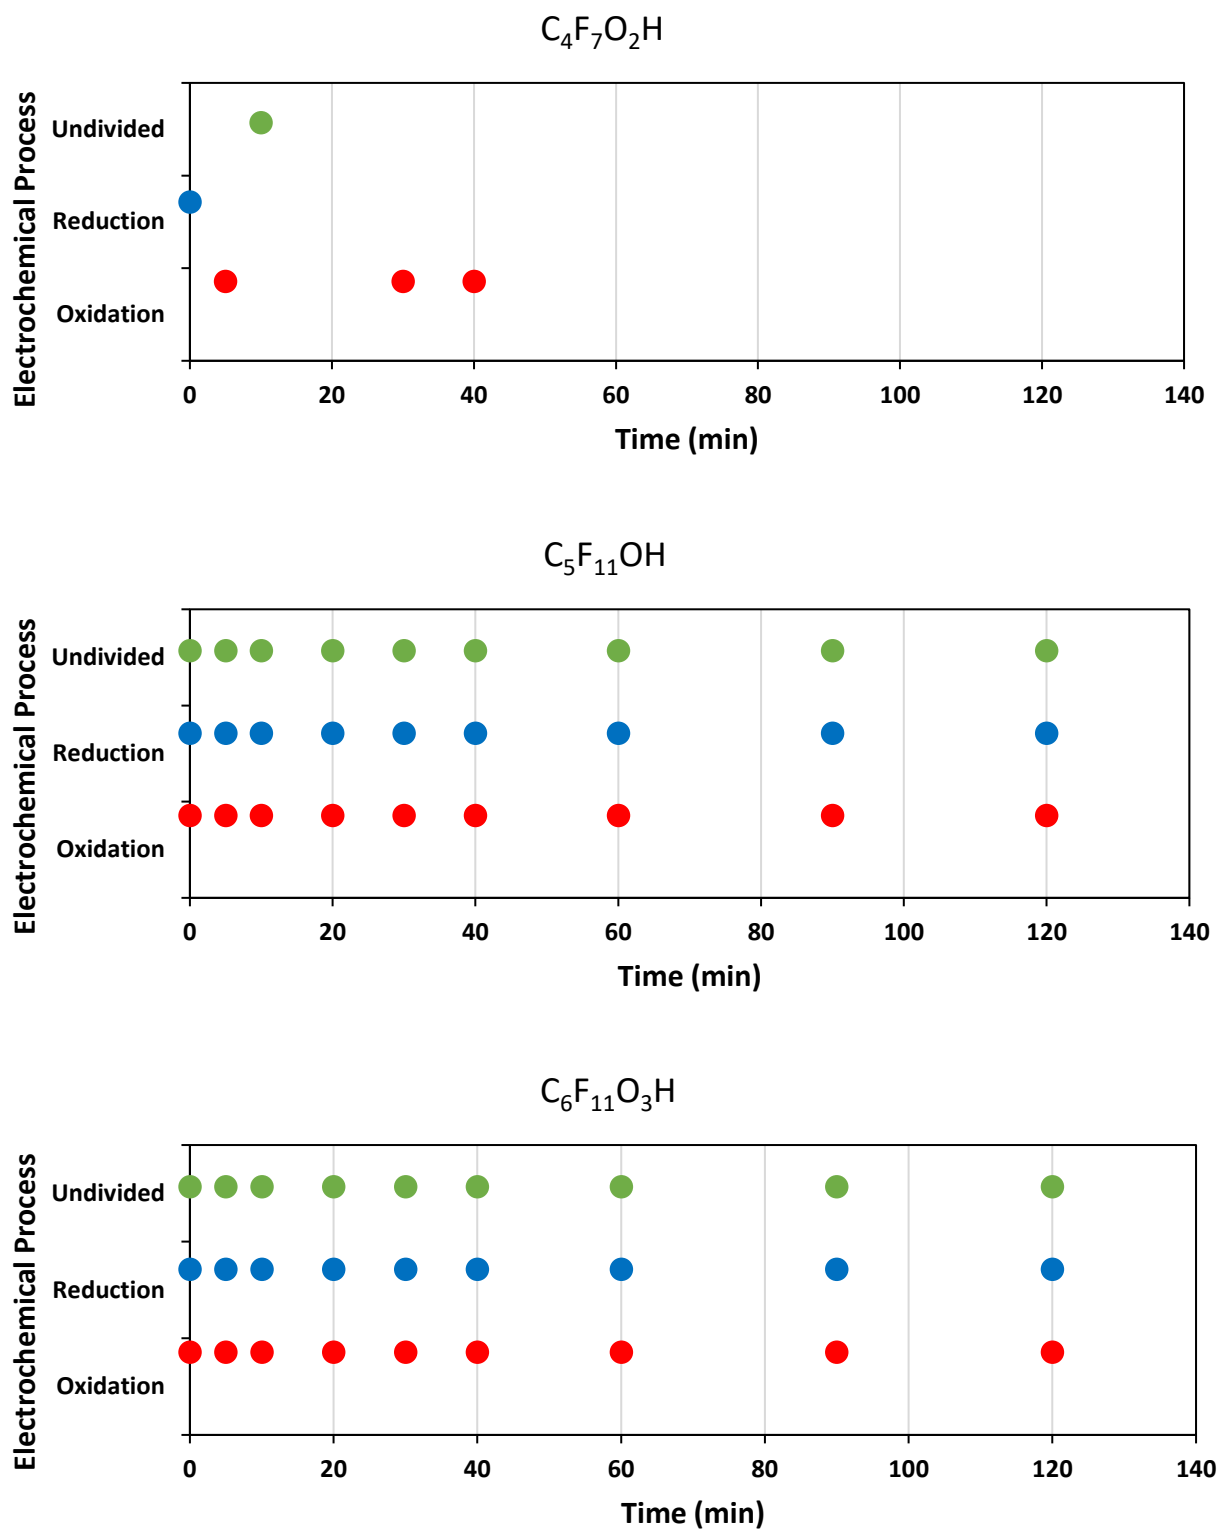 C₄F₇O₂H
Electrochemical Process
Undivided
Reduction
Oxidation
0 20 40 60 80 100 120 140
Time (min)
C₅F₁₁OH
Electrochemical Process
Undivided
Reduction
Oxidation
0 20 40 60 80 100 120 140
Time (min)
C₆F₁₁O₃H
Electrochemical Process
Undivided
Reduction
Oxidation
0 20 40 60 80 100 120 140
Time (min)